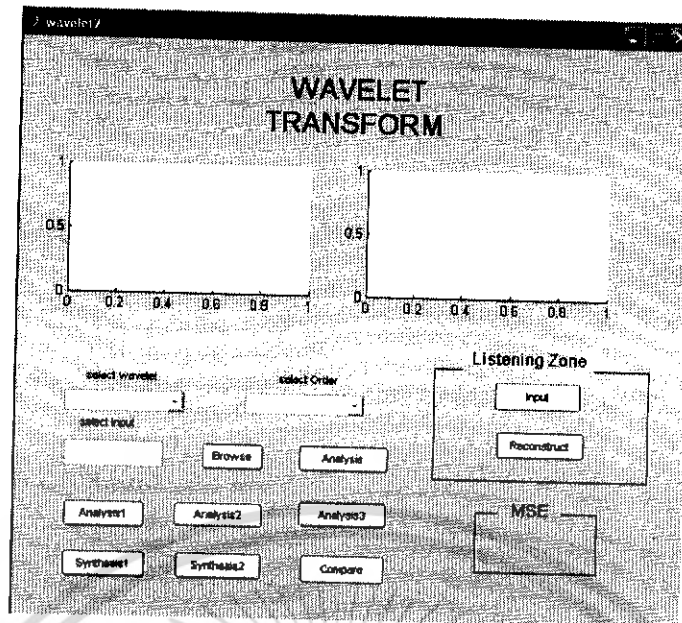 wavelet2
WAVELET
TRANSFORM
1
0.5
0
0 0.2 0.4 0.6 0.8 1
1
0.5
0
0 0.2 0.4 0.6 0.8 1
select wavelet
select Order
select Input
Browse
Analysis
Listening Zone
Input
Reconstruct
Analysis1
Analysis2
Analysis3
MSE
Synthesis1
Synthesis2
Compare